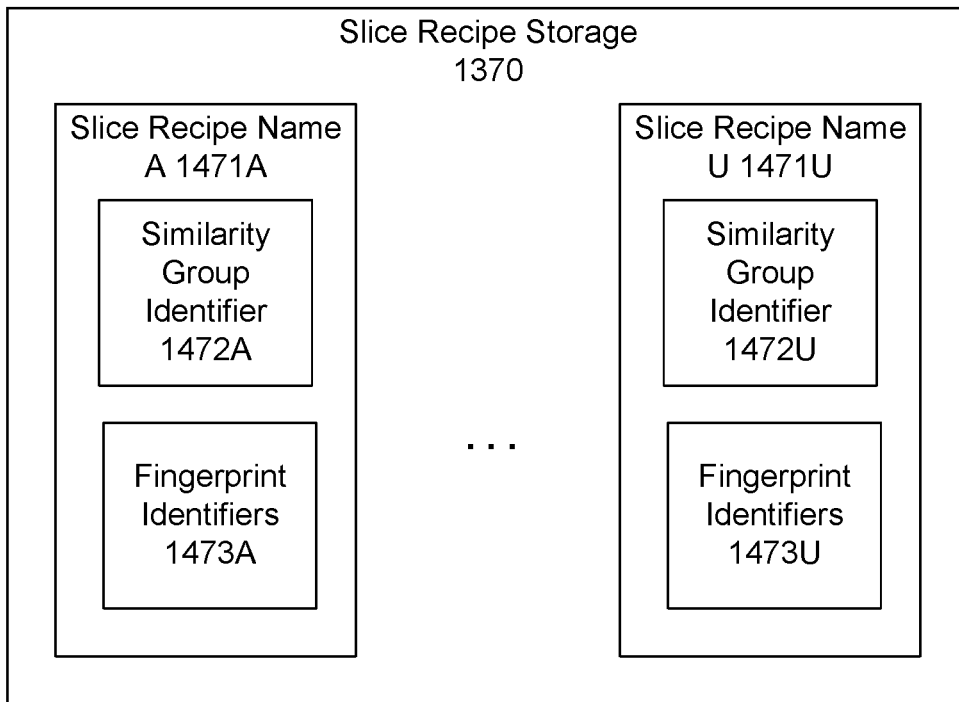 Slice Recipe Storage
1370
Slice Recipe Name
A 1471A
Similarity
Group
Identifier
1472A
Fingerprint
Identifiers
1473A
. . .
Slice Recipe Name
U 1471U
Similarity
Group
Identifier
1472U
Fingerprint
Identifiers
1473U